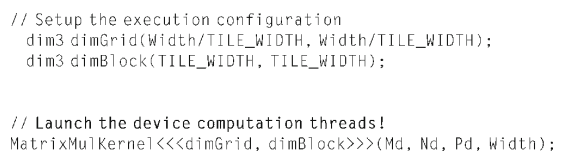 // Setup the execution configuration
dim3 dimGrid(Width/TILE_WIDTH, Width/TILE_WIDTH);
dim3 dimBlock(TILE_WIDTH, TILE_WIDTH);
// Launch the device computation threads!
MatrixMulKernel<<<dimGrid, dimBlock>>>(Md, Nd, Pd, Width);